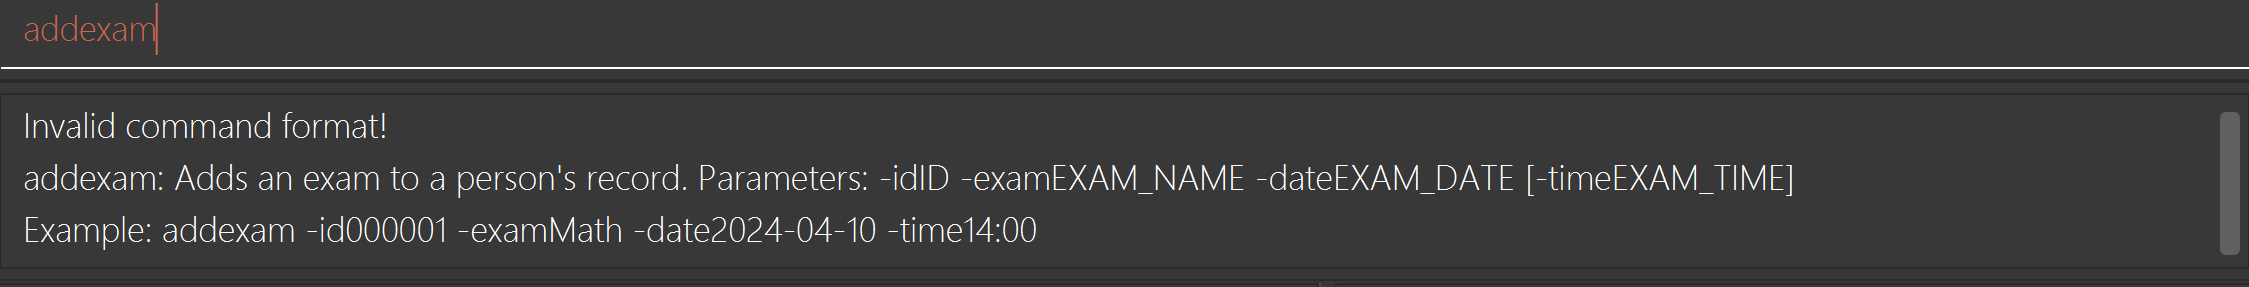 addexam
Invalid command format!
addexam: Adds an exam to a person's record. Parameters: -idID -examEXAM_NAME -dateEXAM_DATE [-timeEXAM_TIME]
Example: addexam -id000001 -examMath -date2024-04-10 -time14:00